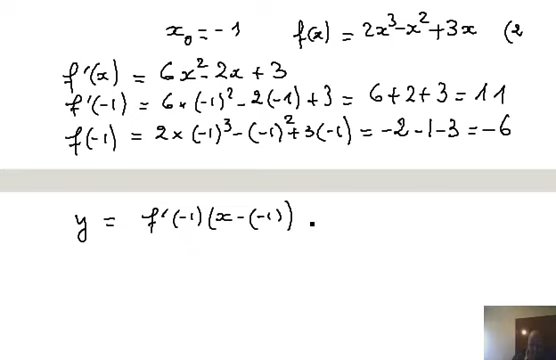 x₀ = -1    f(x) = 2x³ - x² + 3x    (2
f'(x) = 6x² - 2x + 3
f'(-1) = 6 × (-1)² - 2(-1) + 3 = 6 + 2 + 3 = 11
f(-1) = 2 × (-1)³ - (-1)² + 3(-1) = -2 - 1 - 3 = -6
y = f'(-1)(x - (-1))